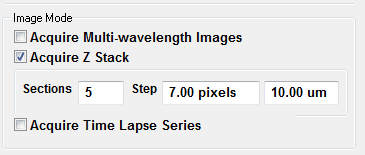 Image Mode
Acquire Multi-wavelength Images
Acquire Z Stack
Sections 5 Step 7.00 pixels 10.00 um
Acquire Time Lapse Series